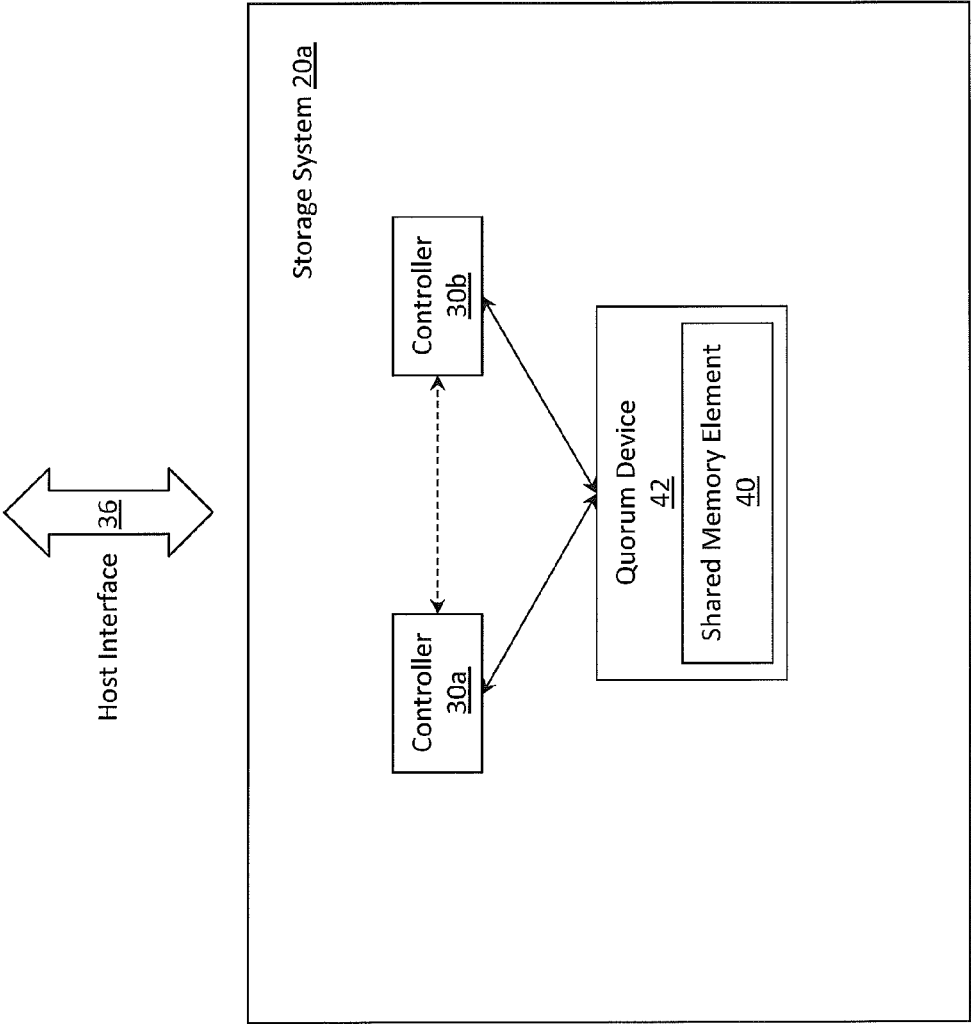 Host Interface
36
Storage System 20a
Controller
30a
Controller
30b
Quorum Device
42
Shared Memory Element
40